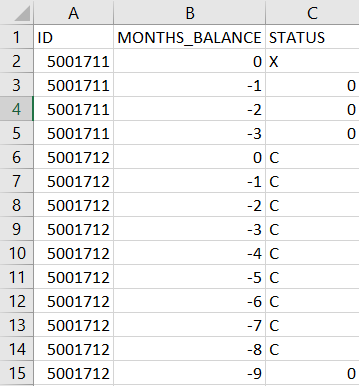 A B C
1 ID MONTHS_BALANCE STATUS
2 5001711 0 X
3 5001711 -1 0
4 5001711 -2 0
5 5001711 -3 0
6 5001712 0 C
7 5001712 -1 C
8 5001712 -2 C
9 5001712 -3 C
10 5001712 -4 C
11 5001712 -5 C
12 5001712 -6 C
13 5001712 -7 C
14 5001712 -8 C
15 5001712 -9 0